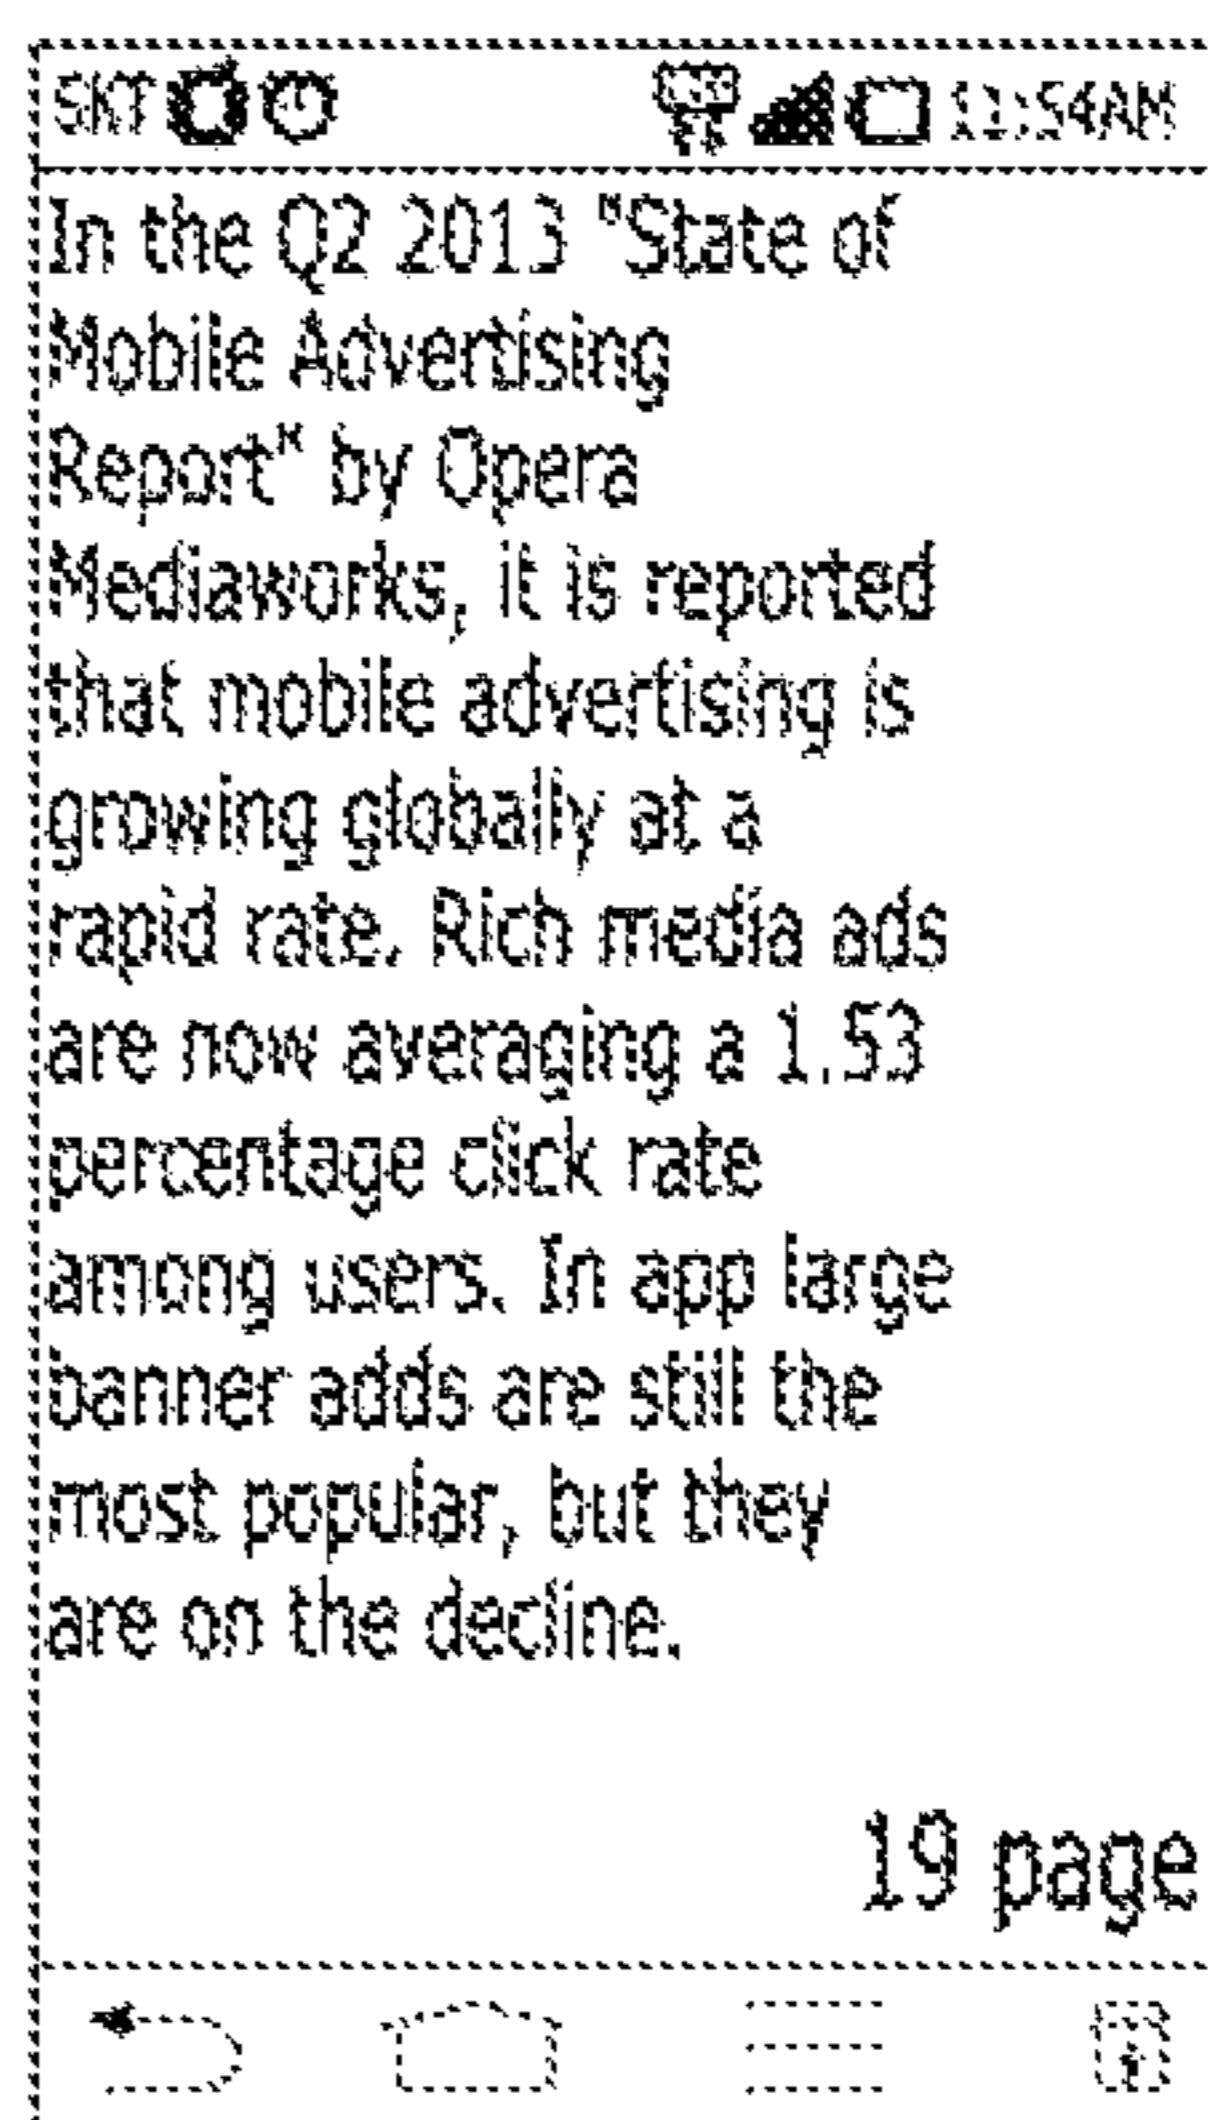 SKT 11:54AM
In the Q2 2013 "State of
Mobile Advertising
Report" by Opera
Mediaworks, it is reported
that mobile advertising is
growing globally at a
rapid rate. Rich media ads
are now averaging a 1.53
percentage click rate
among users. In app large
banner adds are still the
most popular, but they
are on the decline.
19 page